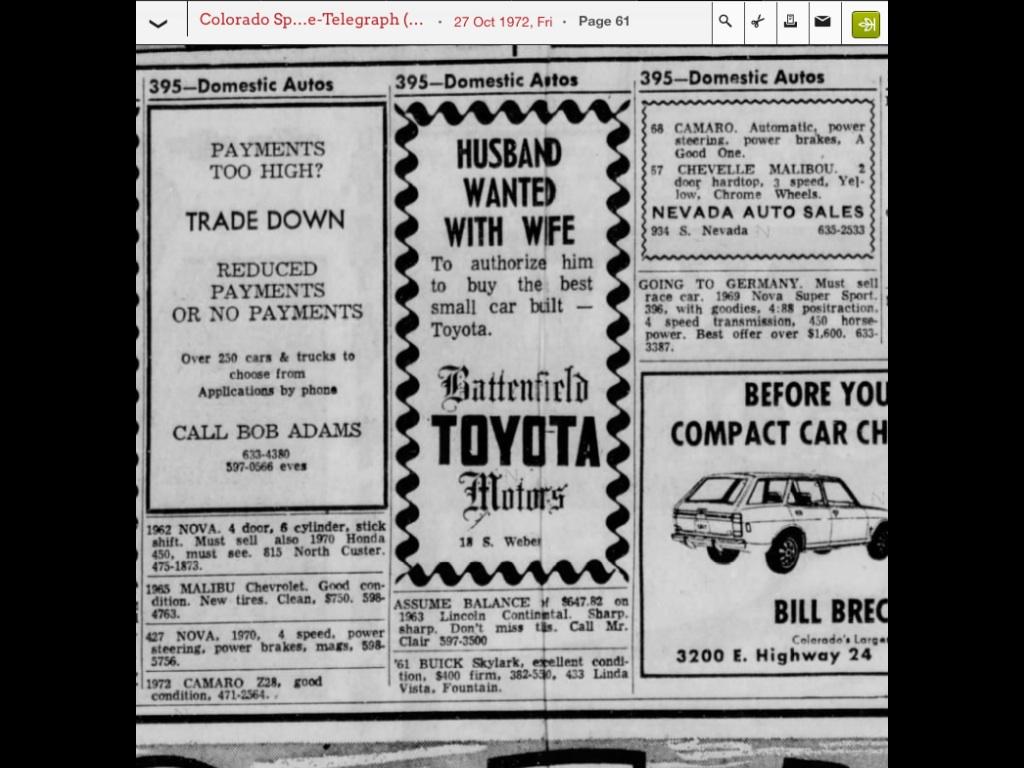 Colorado Sp...e-Telegraph (... · 27 Oct 1972, Fri · Page 61
395—Domestic Autos
PAYMENTS
TOO HIGH?
TRADE DOWN
REDUCED
PAYMENTS
OR NO PAYMENTS
Over 250 cars & trucks to
choose from
Applications by phone
CALL BOB ADAMS
633-4380
597-0566 eves
1962 NOVA. 4 door, 6 cylinder, stick
shift. Must sell also 1970 Honda
450, must see. 815 North Custer.
475-1873.
1965 MALIBU Chevrolet. Good con-
dition. New tires. Clean, $750. 598-
4763.
427 NOVA, 1970, 4 speed, power
steering, power brakes, mags, 598-
5756.
1972 CAMARO Z28, good
condition, 471-2564.
395—Domestic Autos
HUSBAND
WANTED
WITH WIFE
To authorize him
to buy the best
small car built —
Toyota.
Battenfield
TOYOTA
Motors
18 S. Weber
ASSUME BALANCE of $647.82 on
1963 Lincoln Continental. Sharp,
sharp. Don't miss this. Call Mr.
Clair 597-3500
'61 BUICK Skylark, excellent condi-
tion, $400 firm, 433 Linda
Vista, Fountain.
395—Domestic Autos
68 CAMARO. Automatic, power
steering, power brakes, A
Good One.
67 CHEVELLE MALIBOU. 2
door hardtop, 3 speed, Yel-
low, Chrome Wheels.
NEVADA AUTO SALES
934 S. Nevada 635-2533
GOING TO GERMANY. Must sell
race car. 1969 Nova Super Sport.
396, with goodies, 4:88 positraction.
4 speed transmission, 450 horse-
power. Best offer over $1,600. 633-
3387.
BEFORE YOU
COMPACT CAR CH
BILL BREC
Colorado's Large
3200 E. Highway 24